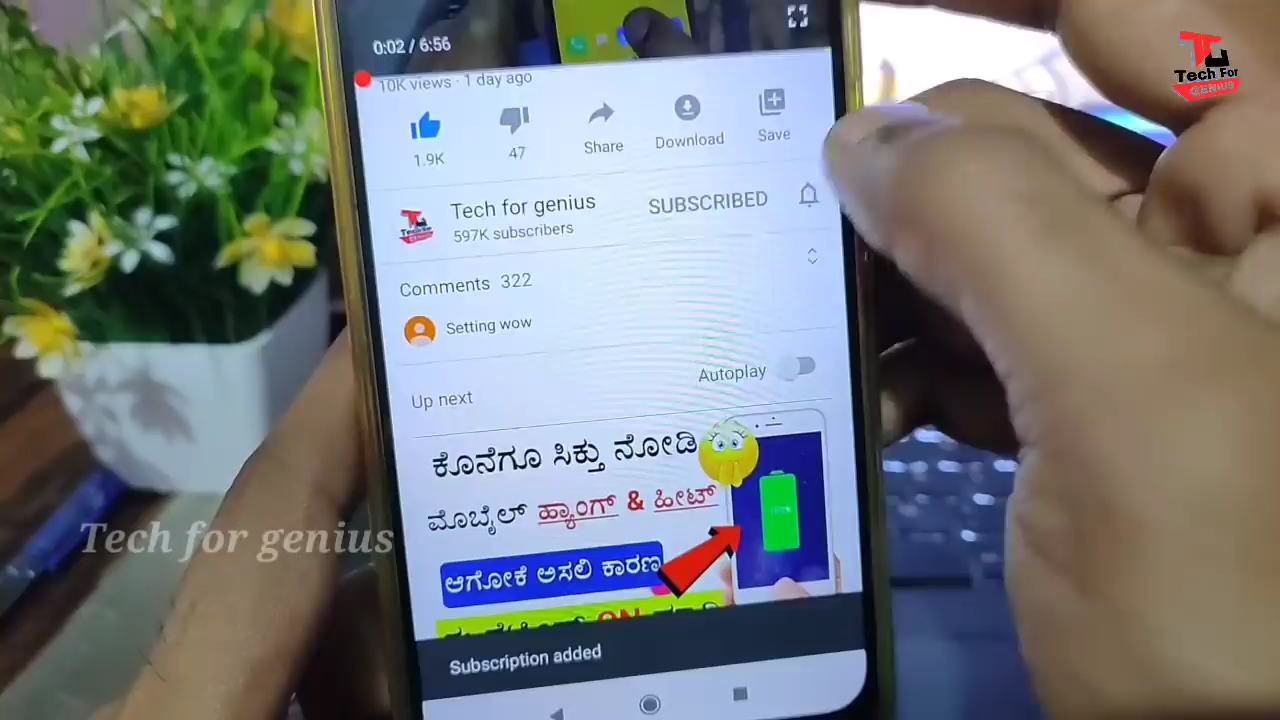 0:02 / 6:56
Tech For
GENIUS
10K views · 1 day ago
1.9K
47
Share
Download
Save
Tech for genius
597K subscribers
SUBSCRIBED
Comments 322
Setting wow
Autoplay
Up next
ಕೊನೆಗೂ ಸಿಕ್ತು ನೋಡಿ
ಮೊಬೈಲ್ ಹ್ಯಾಂಗ್ & ಹೀಟ್
ಆಗೋಕೆ ಅಸಲಿ ಕಾರಣ
ON
Tech for genius
Subscription added